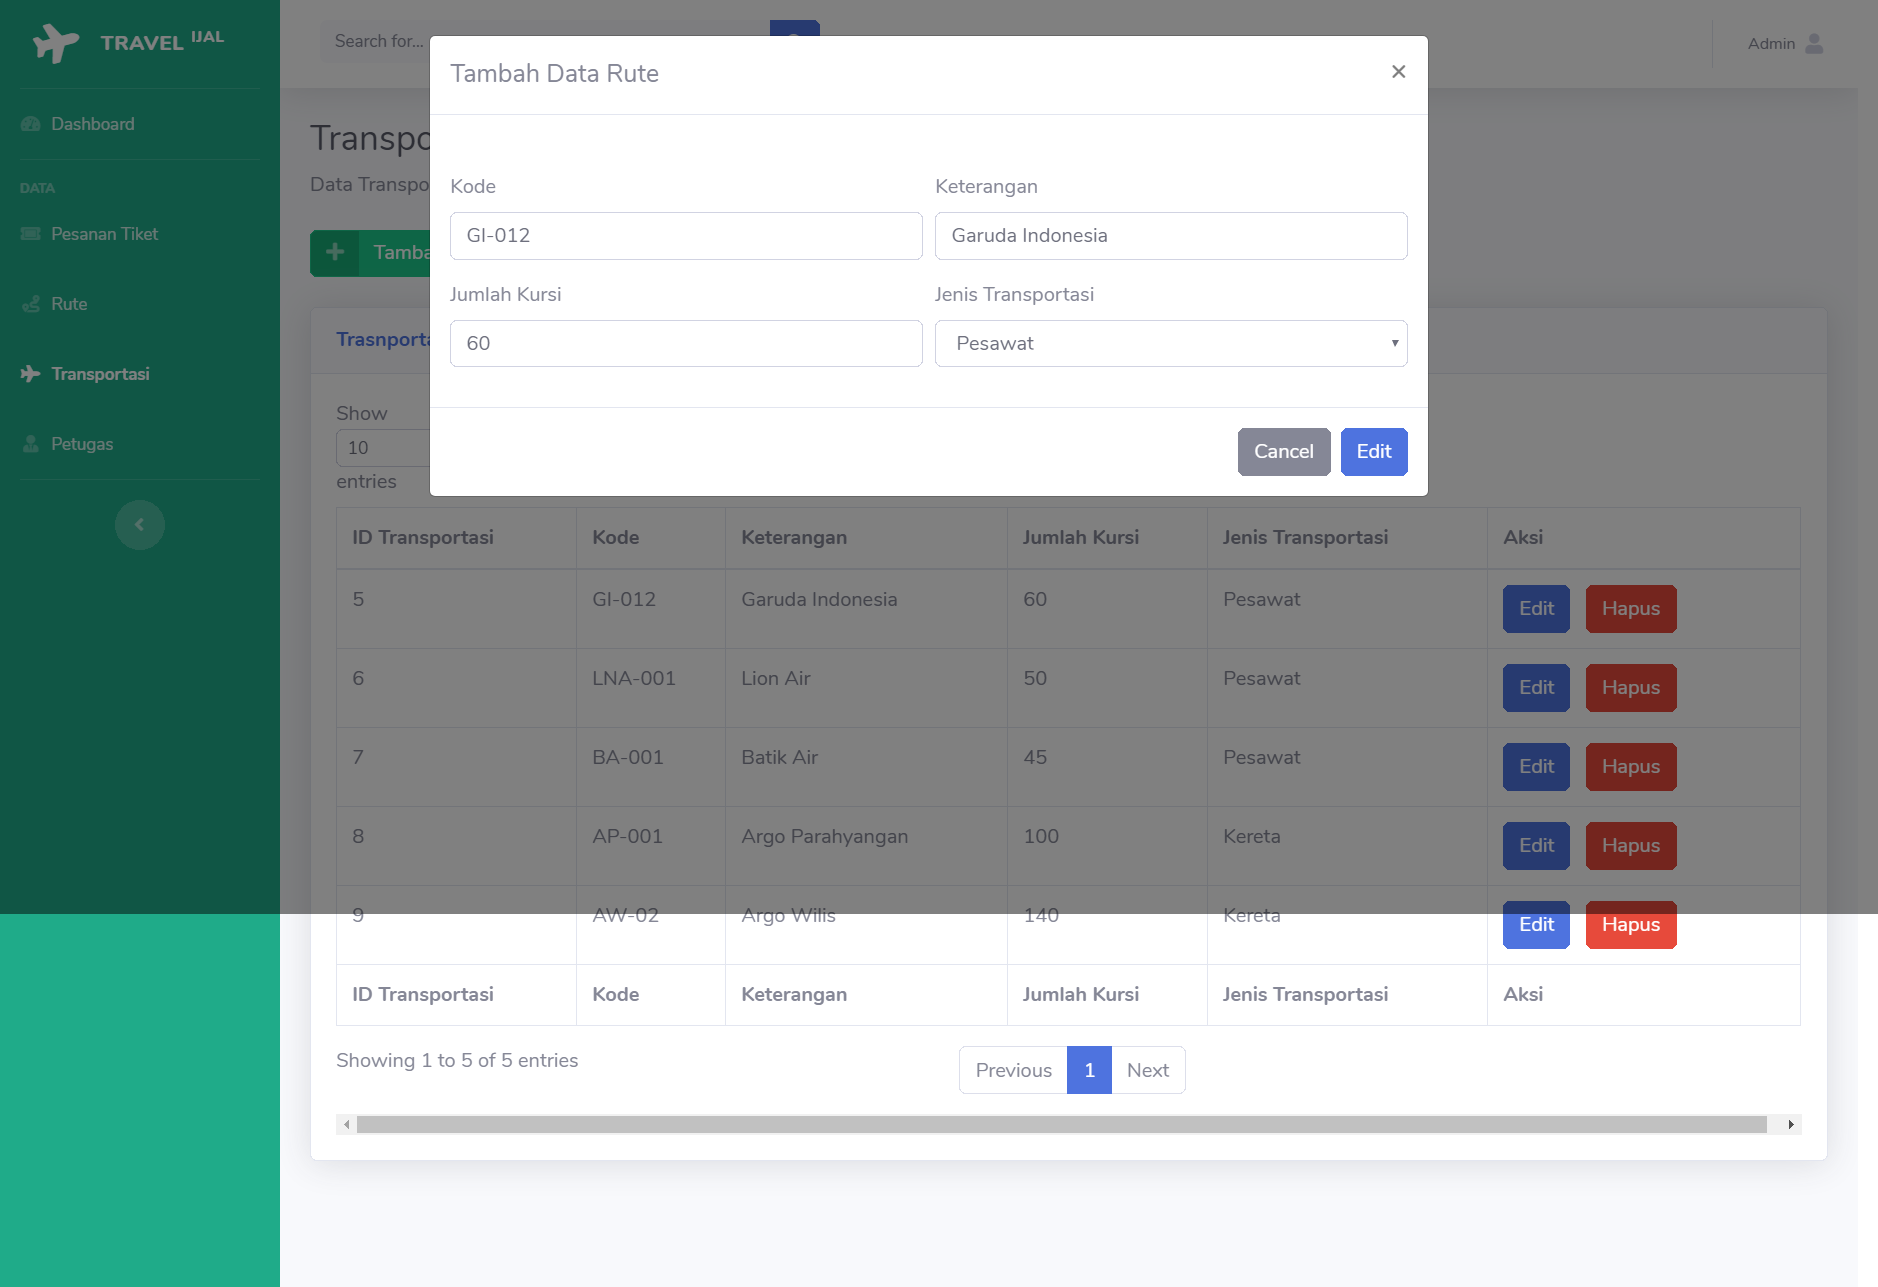 TRAVEL IJAL
Dashboard
DATA
Pesanan Tiket
Rute
Transportasi
Petugas
Search for...
Admin
Transpo
Data Transpo
Tamba
Tambah Data Rute ×
Kode Keterangan
GI-012 Garuda Indonesia
Jumlah Kursi Jenis Transportasi
60 Pesawat
Cancel Edit
Trasnporta
Show
10
entries
ID Transportasi Kode Keterangan Jumlah Kursi Jenis Transportasi Aksi
5 GI-012 Garuda Indonesia 60 Pesawat Edit Hapus
6 LNA-001 Lion Air 50 Pesawat Edit Hapus
7 BA-001 Batik Air 45 Pesawat Edit Hapus
8 AP-001 Argo Parahyangan 100 Kereta Edit Hapus
9 AW-02 Argo Wilis 140 Kereta Edit Hapus
ID Transportasi Kode Keterangan Jumlah Kursi Jenis Transportasi Aksi
Showing 1 to 5 of 5 entries
Previous 1 Next